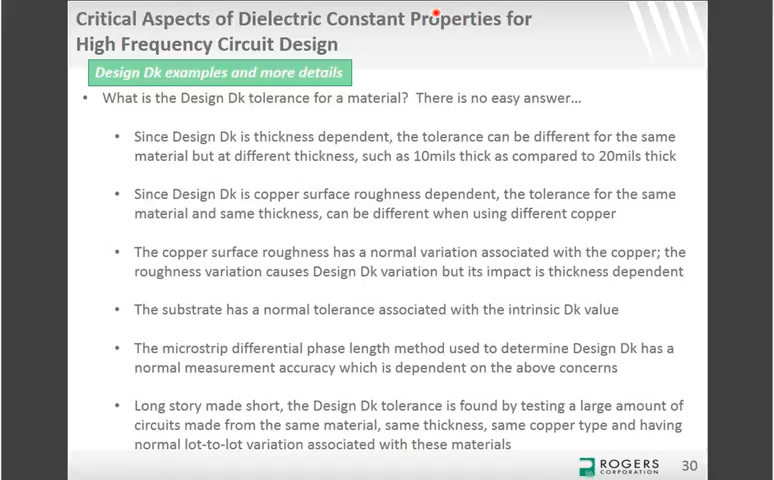 Critical Aspects of Dielectric Constant Properties for
High Frequency Circuit Design
Design Dk examples and more details
• What is the Design Dk tolerance for a material? There is no easy answer…
• Since Design Dk is thickness dependent, the tolerance can be different for the same
material but at different thickness, such as 10mils thick as compared to 20mils thick
• Since Design Dk is copper surface roughness dependent, the tolerance for the same
material and same thickness, can be different when using different copper
• The copper surface roughness has a normal variation associated with the copper; the
roughness variation causes Design Dk variation but its impact is thickness dependent
• The substrate has a normal tolerance associated with the intrinsic Dk value
• The microstrip differential phase length method used to determine Design Dk has a
normal measurement accuracy which is dependent on the above concerns
• Long story made short, the Design Dk tolerance is found by testing a large amount of
circuits made from the same material, same thickness, same copper type and having
normal lot-to-lot variation associated with these materials
ROGERS
CORPORATION
30